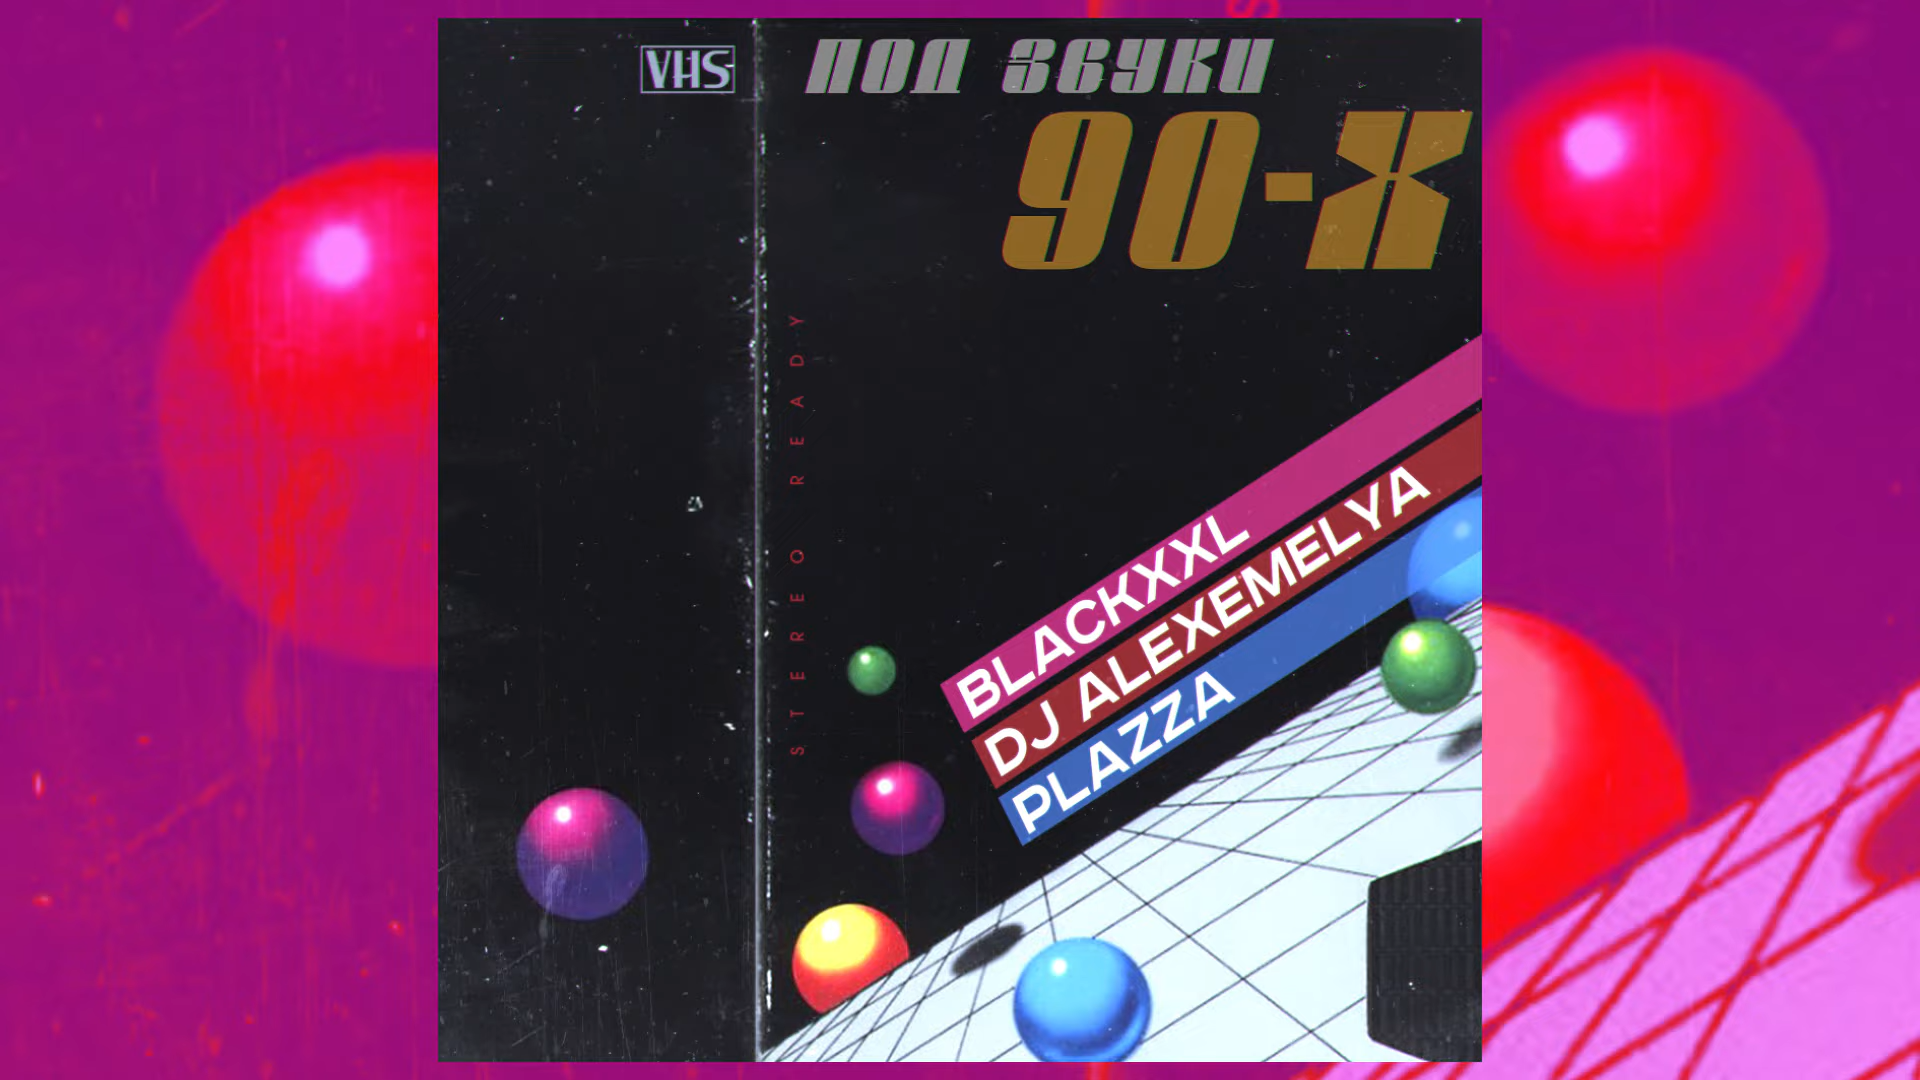 VHS
ПОД ЗВУКИ
90-Х
STEREO READY
BLACKXXL
DJ ALEXEMELYA
PLAZZA